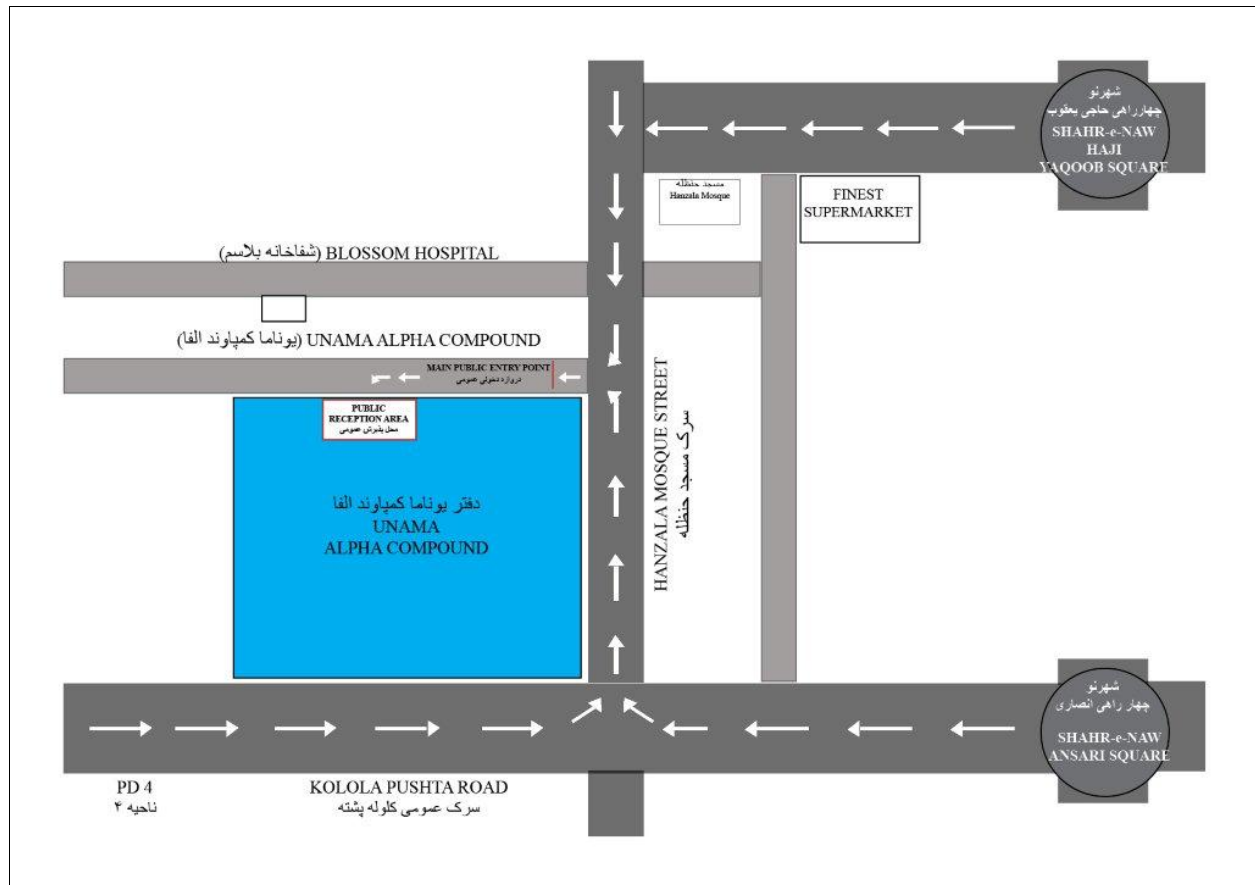 شهرنو
چهارراهی حاجی یعقوب
SHAHR-e-NAW
HAJI
YAQOOB SQUARE
مسجد حنظله
Hanzala Mosque
FINEST
SUPERMARKET
BLOSSOM HOSPITAL (شفاخانه بلاسم)
UNAMA ALPHA COMPOUND (یوناما کمپاوند الفا)
MAIN PUBLIC ENTRY POINT
دروازه دخولی عمومی
PUBLIC
RECEPTION AREA
محل پذیرش عمومی
دفتر یوناما کمپاوند الفا
UNAMA
ALPHA COMPOUND
HANZALA MOSQUE STREET
سرک مسجد حنظله
شهرنو
چهار راهی انصاری
SHAHR-e-NAW
ANSARI SQUARE
PD 4
ناحیه ۴
KOLOLA PUSHTA ROAD
سرک عمومی کلوله پشته